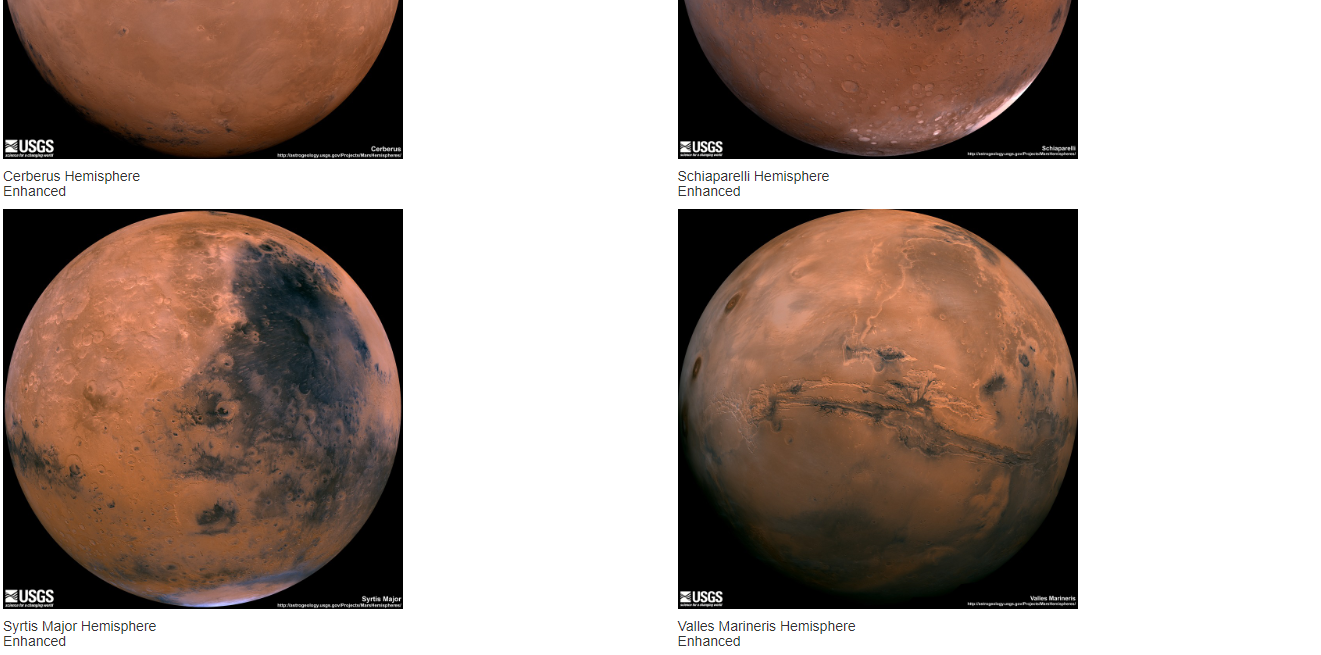 USGS
science for a changing world
Cerberus
http://astrogeology.usgs.gov/Projects/MarsHemispheres/
USGS
science for a changing world
Schiaparelli
http://astrogeology.usgs.gov/Projects/MarsHemispheres/
Cerberus Hemisphere
Enhanced
Schiaparelli Hemisphere
Enhanced
USGS
science for a changing world
Syrtis Major
http://astrogeology.usgs.gov/Projects/MarsHemispheres/
USGS
science for a changing world
Valles Marineris
http://astrogeology.usgs.gov/Projects/MarsHemispheres/
Syrtis Major Hemisphere
Enhanced
Valles Marineris Hemisphere
Enhanced